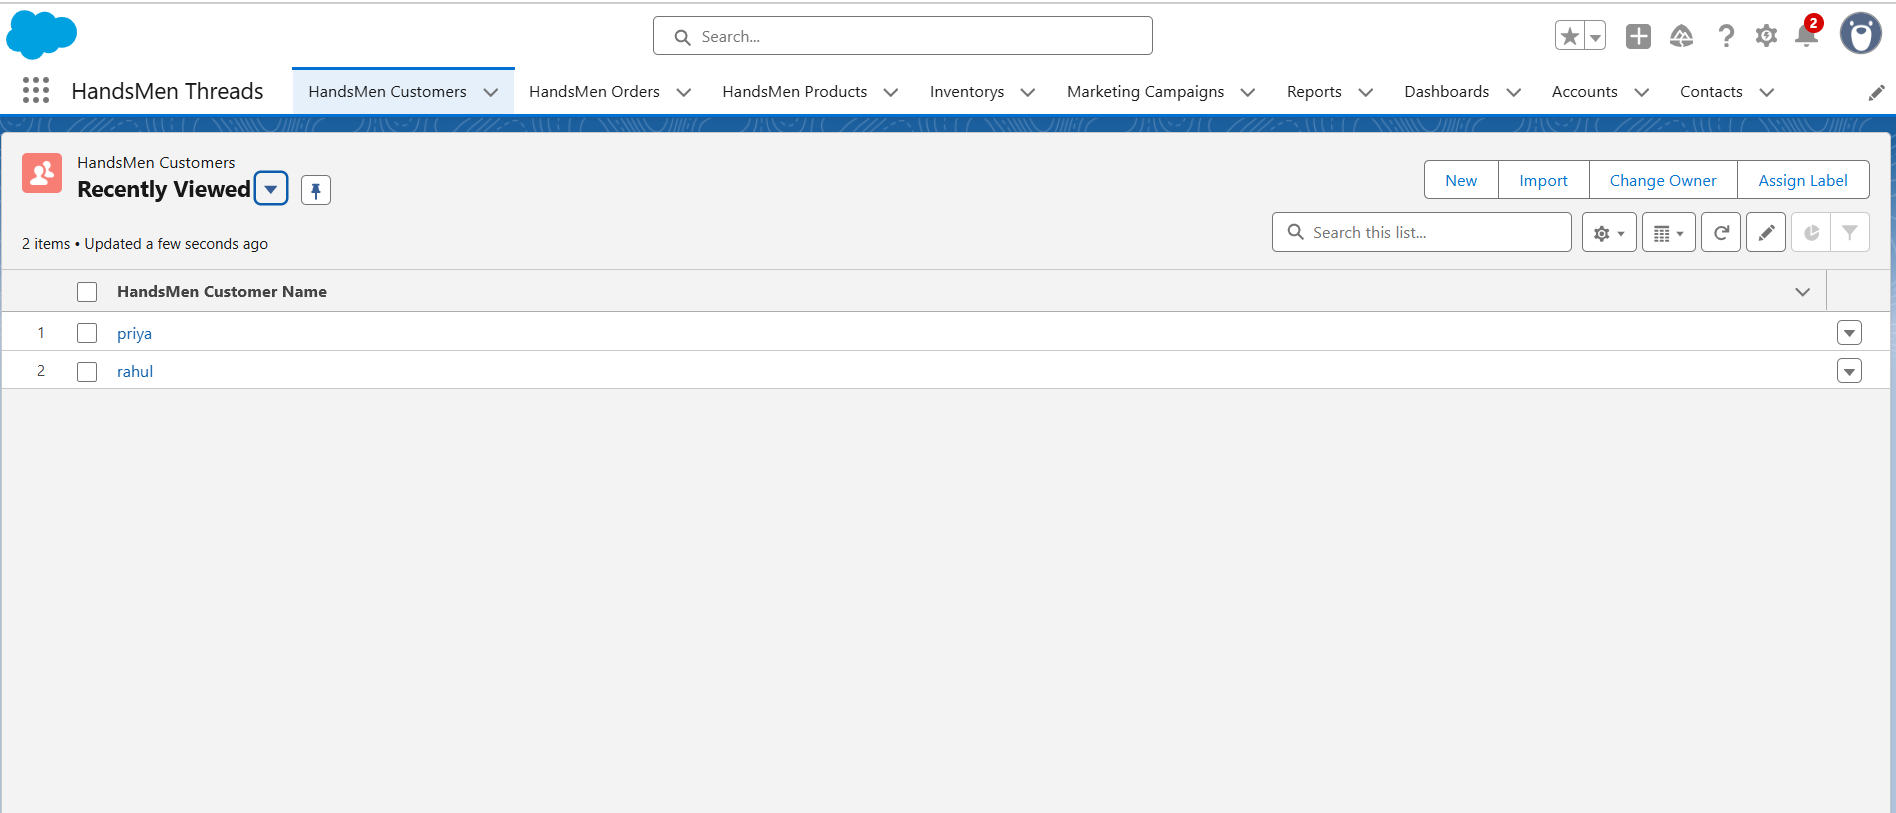 Search...
2
HandsMen Threads
HandsMen Customers
HandsMen Orders
HandsMen Products
Inventorys
Marketing Campaigns
Reports
Dashboards
Accounts
Contacts
HandsMen Customers
Recently Viewed
New
Import
Change Owner
Assign Label
2 items • Updated a few seconds ago
Search this list...
HandsMen Customer Name
1 priya
2 rahul